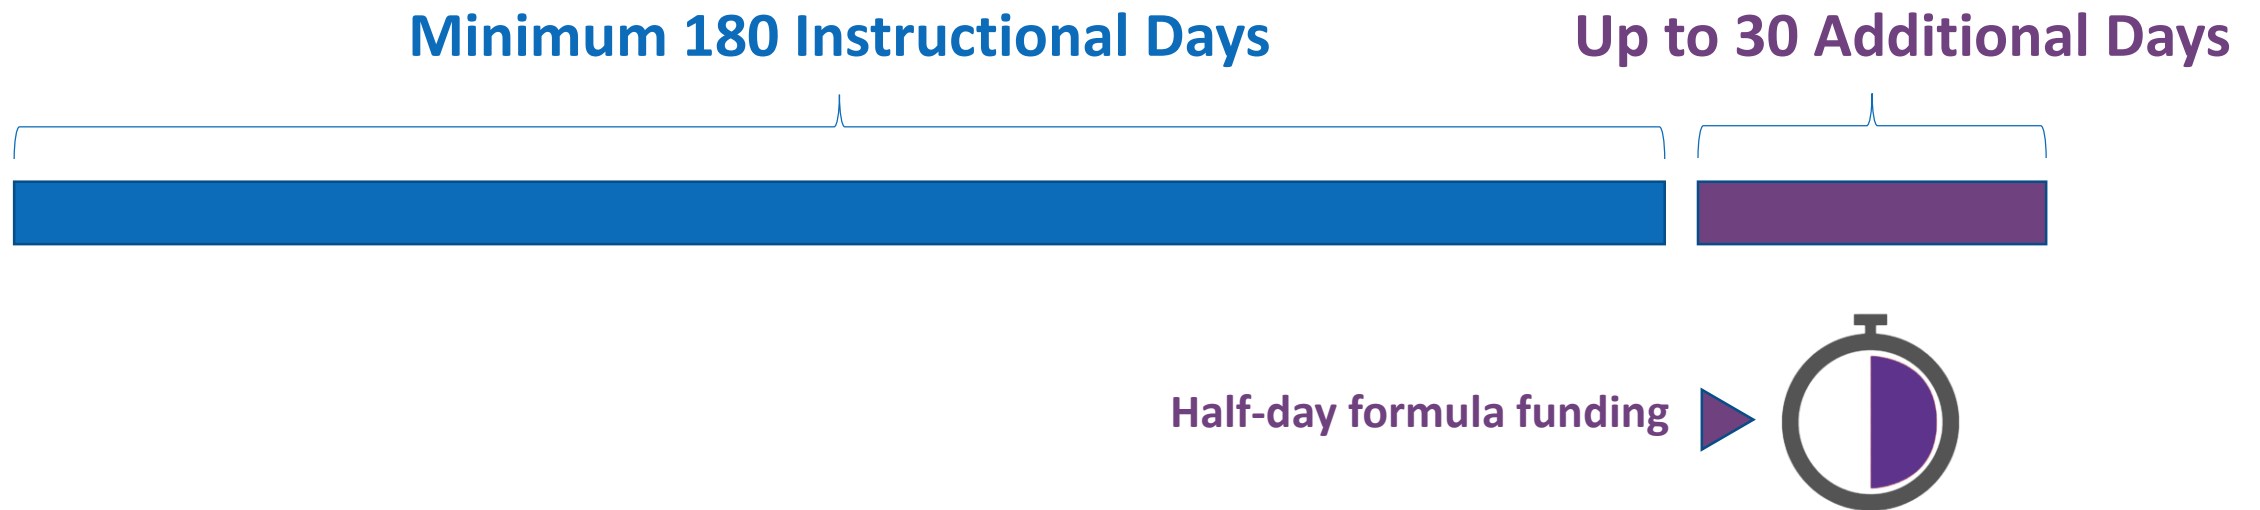 Minimum 180 Instructional Days
Up to 30 Additional Days
Half-day formula funding